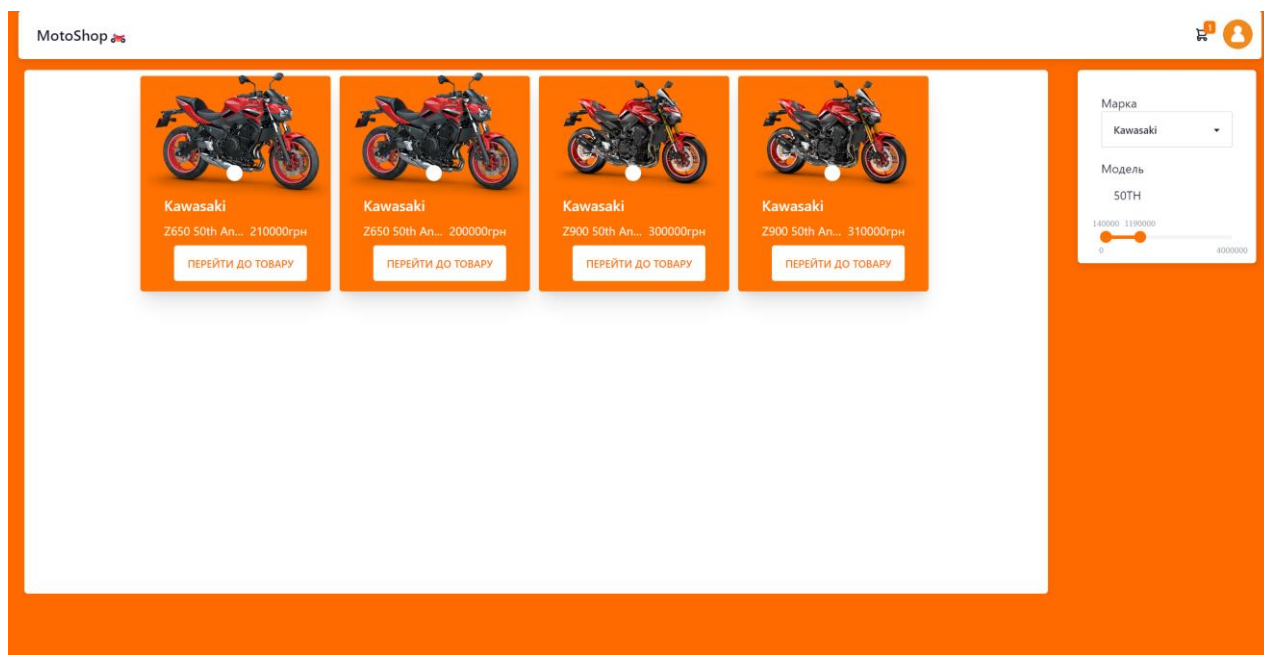 MotoShop
1
Kawasaki
Z650 50th An... 210000грн
ПЕРЕЙТИ ДО ТОВАРУ
Kawasaki
Z650 50th An... 200000грн
ПЕРЕЙТИ ДО ТОВАРУ
Kawasaki
Z900 50th An... 300000грн
ПЕРЕЙТИ ДО ТОВАРУ
Kawasaki
Z900 50th An... 310000грн
ПЕРЕЙТИ ДО ТОВАРУ
Марка
Kawasaki
Модель
50TH
140000 1190000
0 4000000